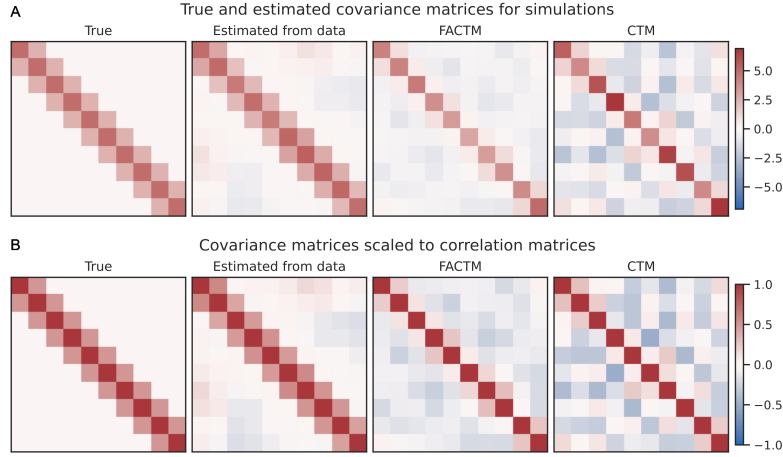 A
True and estimated covariance matrices for simulations
True
Estimated from data
FACTM
CTM
5.0
2.5
0.0
−2.5
−5.0
B
Covariance matrices scaled to correlation matrices
True
Estimated from data
FACTM
CTM
1.0
0.5
0.0
−0.5
−1.0